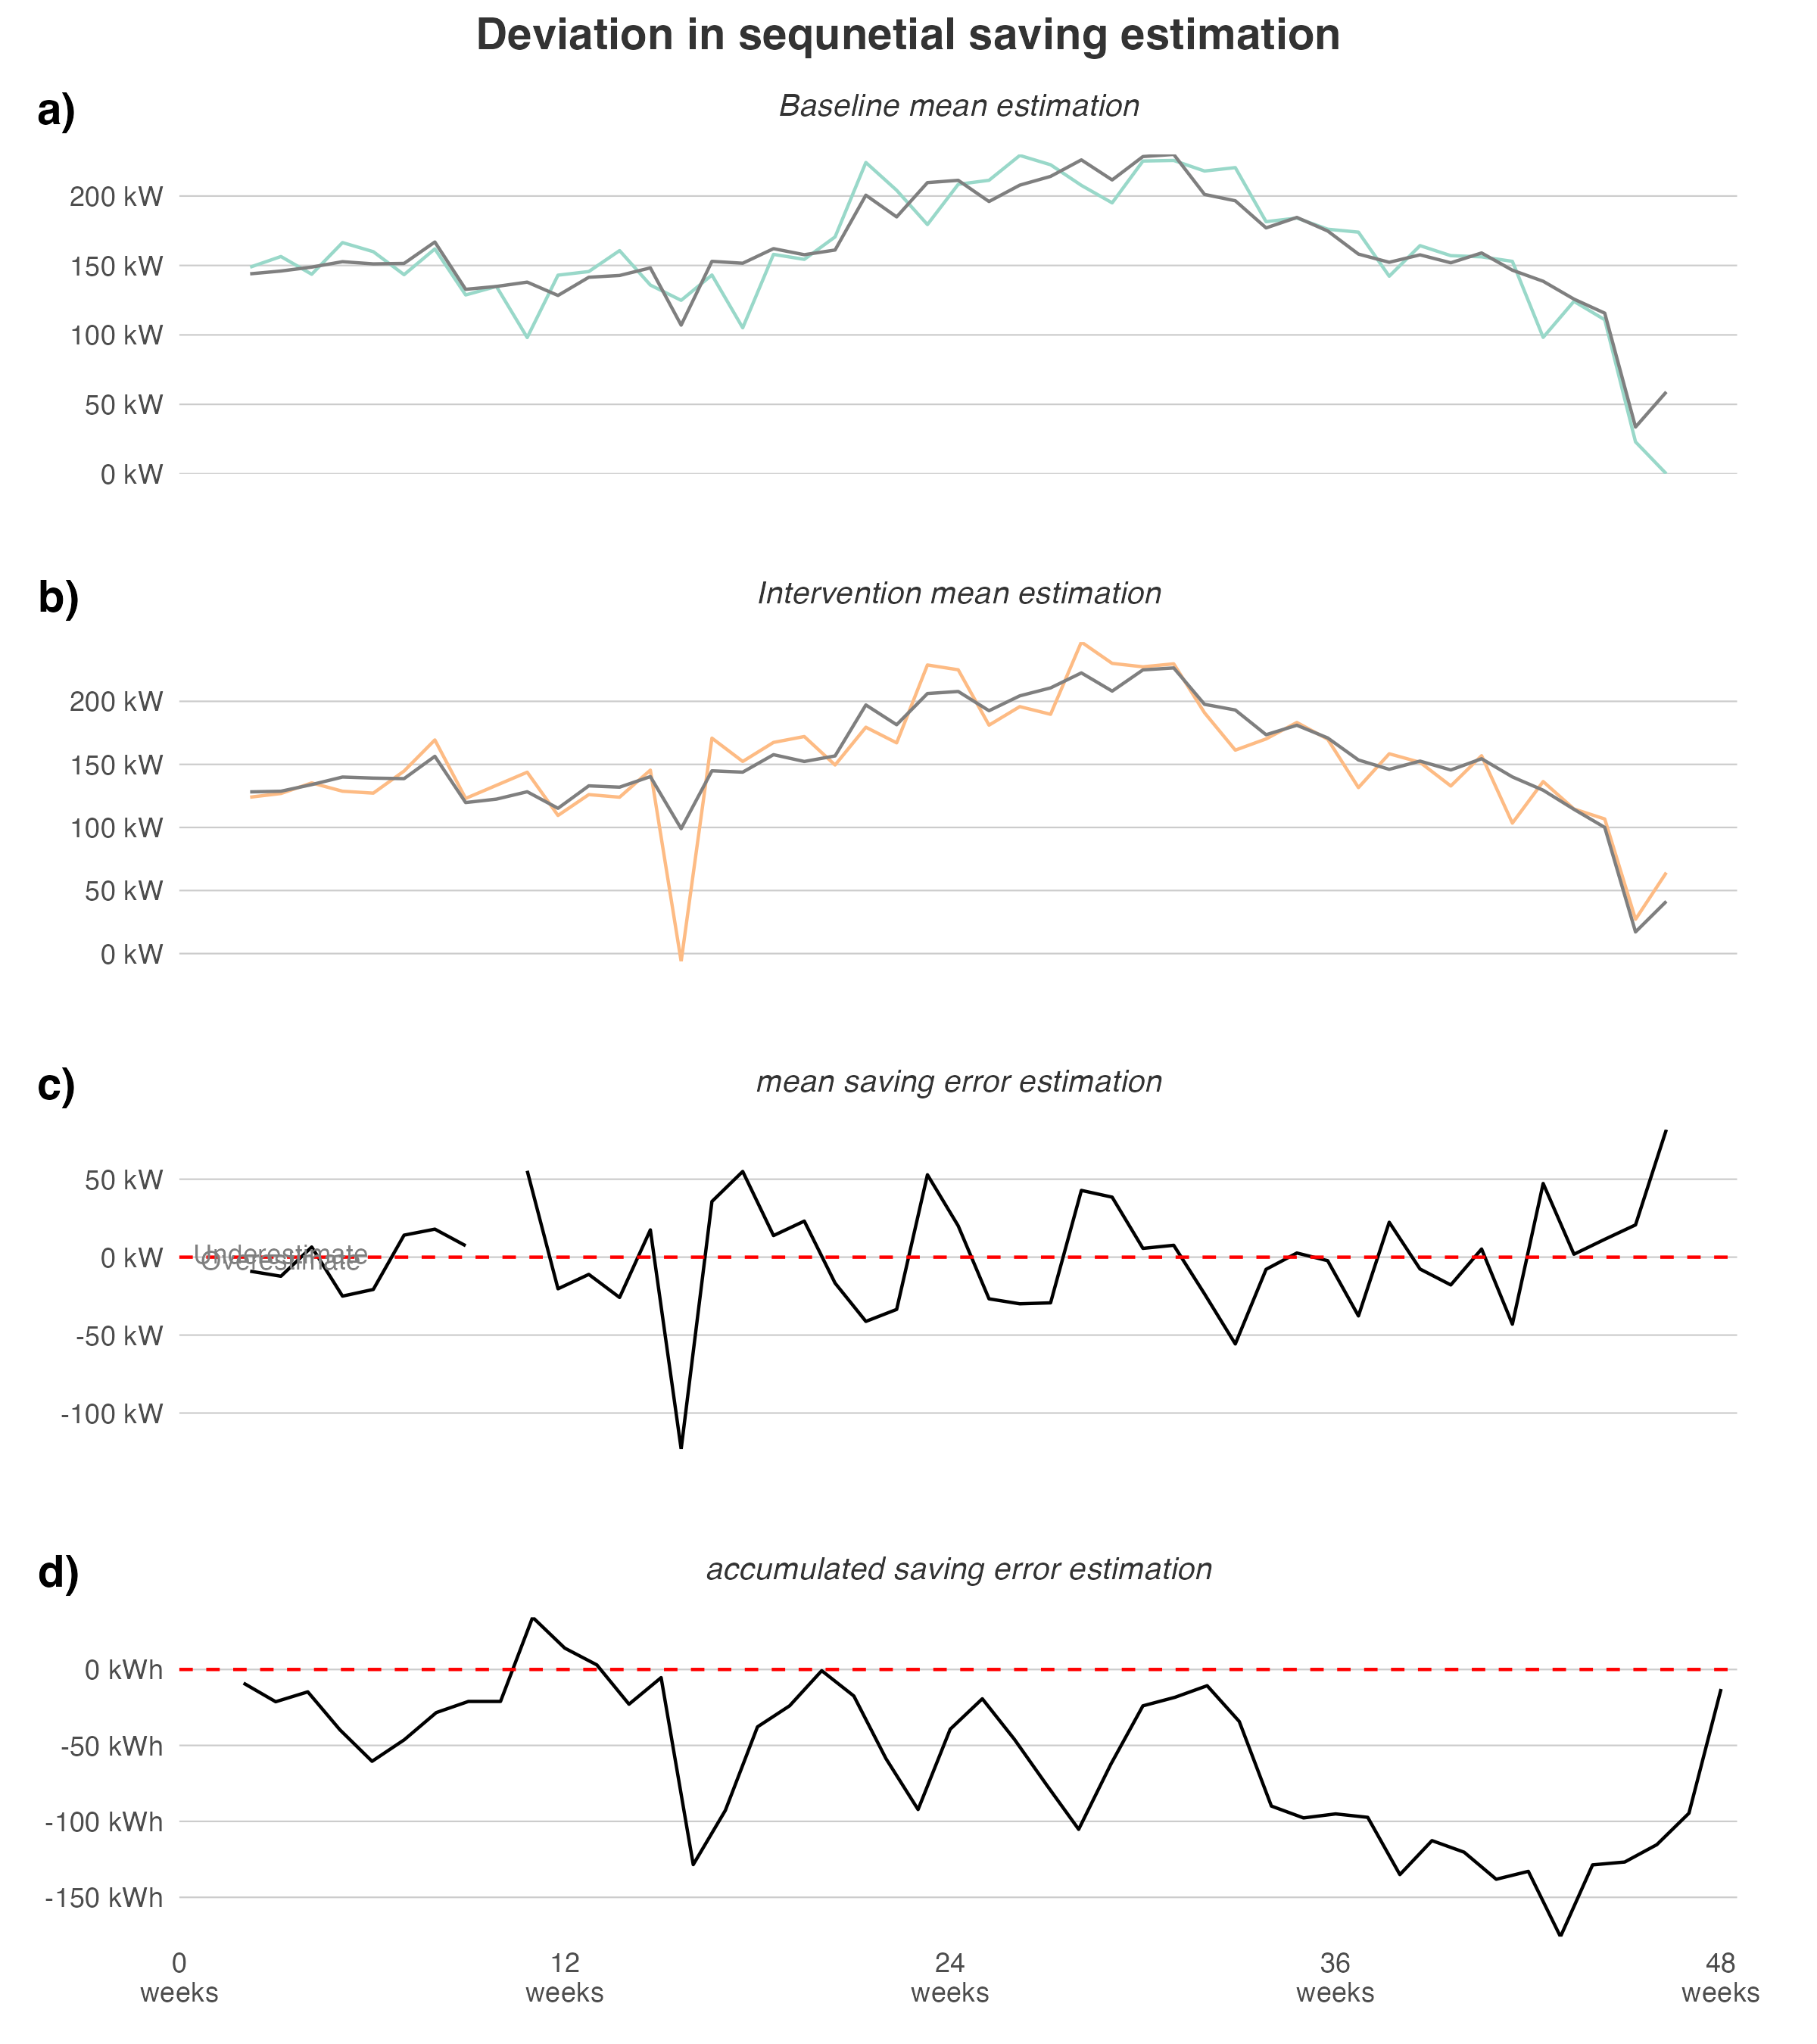 Deviation in sequnetial saving estimation
a)
Baseline mean estimation
200 kW
150 kW
100 kW
50 kW
0 kW
b)
Intervention mean estimation
200 kW
150 kW
100 kW
50 kW
0 kW
c)
mean saving error estimation
50 kW
0 kW
Underestimate
Overestimate
-50 kW
-100 kW
d)
accumulated saving error estimation
0 kWh
-50 kWh
-100 kWh
-150 kWh
0 12 24 36 48
weeks weeks weeks weeks weeks